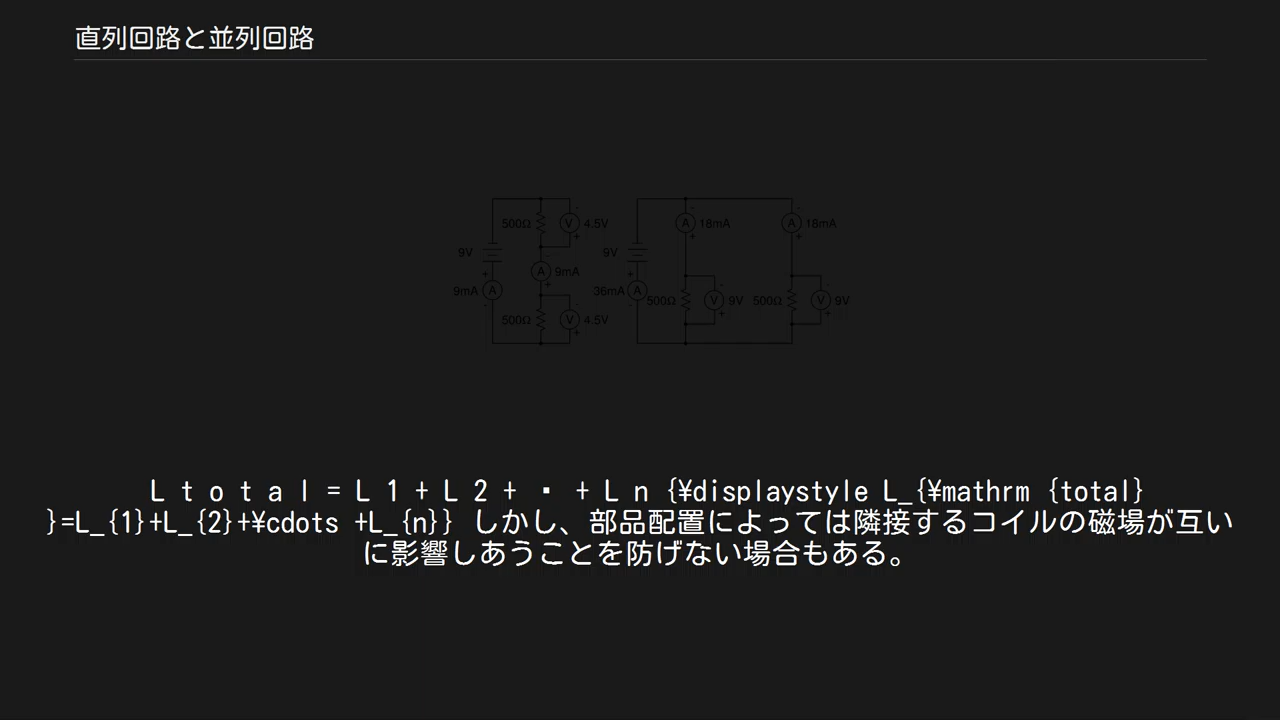 直列回路と並列回路
500Ω V 4.5V A 18mA A 18mA
9V 9V
A 9mA
9mA A 36mA A 500Ω V 9V 500Ω V 9V
500Ω V 4.5V
L t o t a l = L 1 + L 2 + ・ + L n {¥displaystyle L_{¥mathrm {total}
}=L_{1}+L_{2}+¥cdots +L_{n}} しかし、部品配置によっては隣接するコイルの磁場が互い
に影響しあうことを防げない場合もある。